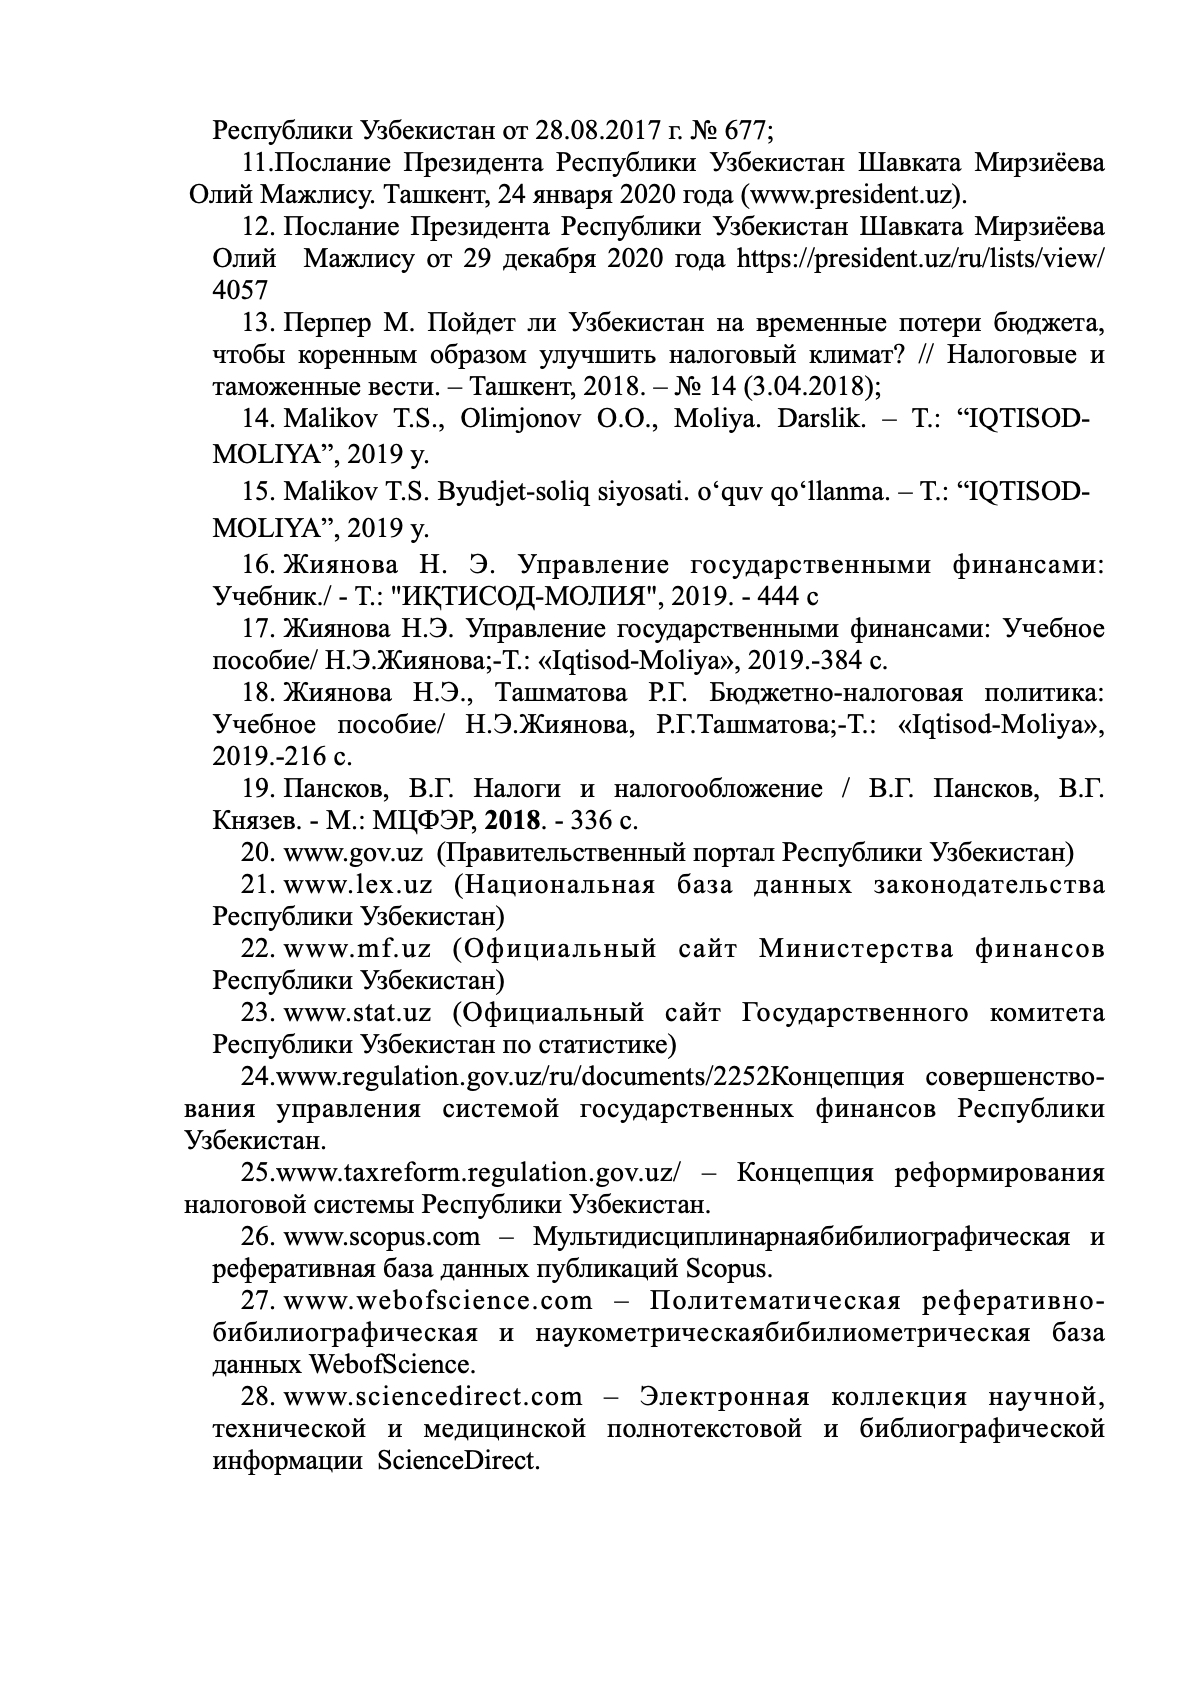 Республики Узбекистан от 28.08.2017 г. № 677;
11.Послание Президента Республики Узбекистан Шавката Мирзиёева
Олий Мажлису. Ташкент, 24 января 2020 года (www.president.uz).
12. Послание Президента Республики Узбекистан Шавката Мирзиёева
Олий Мажлису от 29 декабря 2020 года https://president.uz/ru/lists/view/
4057
13. Перпер М. Пойдет ли Узбекистан на временные потери бюджета,
чтобы коренным образом улучшить налоговый климат? // Налоговые и
таможенные вести. – Ташкент, 2018. – № 14 (3.04.2018);
14. Malikov T.S., Olimjonov O.O., Moliya. Darslik. – T.: “IQTISOD-
MOLIYA”, 2019 y.
15. Malikov T.S. Byudjet-soliq siyosati. o‘quv qo‘llanma. – T.: “IQTISOD-
MOLIYA”, 2019 y.
16. Жиянова Н. Э. Управление государственными финансами:
Учебник./ - Т.: "ИҚТИСОД-МОЛИЯ", 2019. - 444 с
17. Жиянова Н.Э. Управление государственными финансами: Учебное
пособие/ Н.Э.Жиянова;-Т.: «Iqtisod-Moliya», 2019.-384 с.
18. Жиянова Н.Э., Ташматова Р.Г. Бюджетно-налоговая политика:
Учебное пособие/ Н.Э.Жиянова, Р.Г.Ташматова;-Т.: «Iqtisod-Moliya»,
2019.-216 с.
19. Пансков, В.Г. Налоги и налогообложение / В.Г. Пансков, В.Г.
Князев. - М.: МЦФЭР, 2018. - 336 с.
20. www.gov.uz (Правительственный портал Республики Узбекистан)
21. www.lex.uz (Национальная база данных законодательства
Республики Узбекистан)
22. www.mf.uz (Официальный сайт Министерства финансов
Республики Узбекистан)
23. www.stat.uz (Официальный сайт Государственного комитета
Республики Узбекистан по статистике)
24.www.regulation.gov.uz/ru/documents/2252Концепция совершенство-
вания управления системой государственных финансов Республики
Узбекистан.
25.www.taxreform.regulation.gov.uz/ – Концепция реформирования
налоговой системы Республики Узбекистан.
26. www.scopus.com – Мультидисциплинарнаябибилиографическая и
реферативная база данных публикаций Scopus.
27. www.webofscience.com – Политематическая реферативно-
бибилиографическая и наукометрическаябибилиометрическая база
данных WebofScience.
28. www.sciencedirect.com – Электронная коллекция научной,
технической и медицинской полнотекстовой и библиографической
информации ScienceDirect.